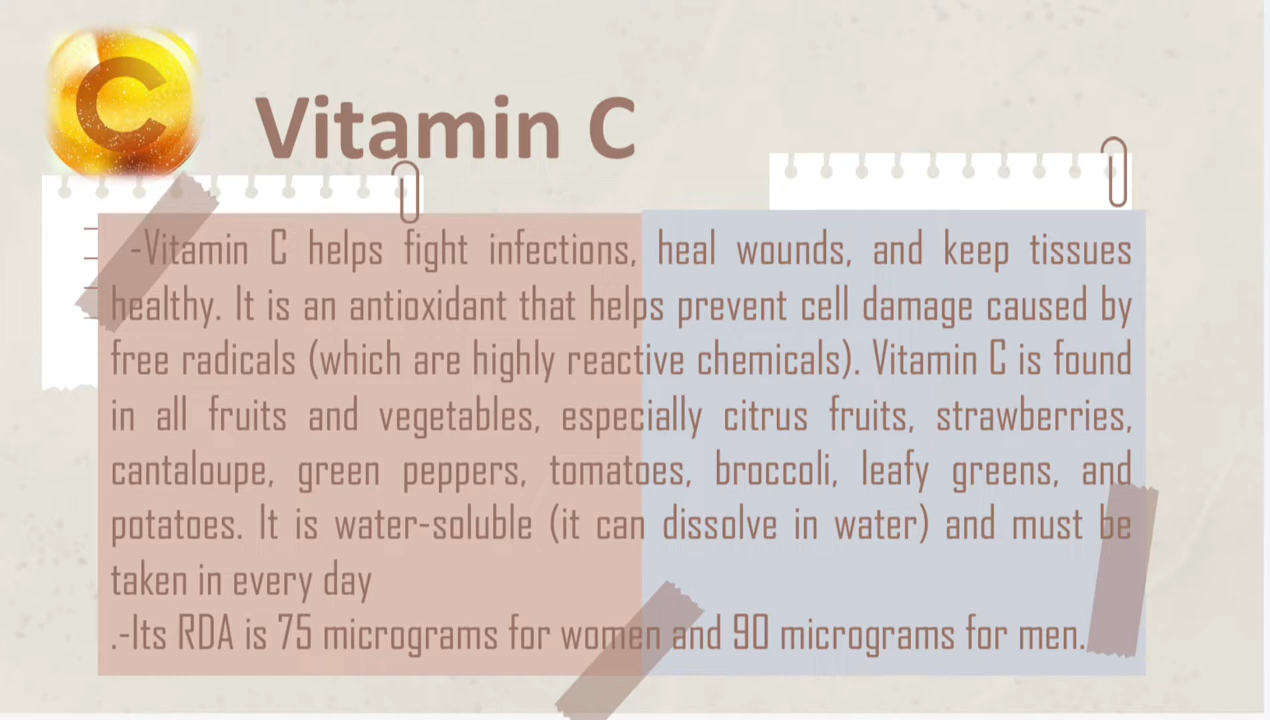 C
Vitamin C
-Vitamin C helps fight infections, heal wounds, and keep tissues
healthy. It is an antioxidant that helps prevent cell damage caused by
free radicals (which are highly reactive chemicals). Vitamin C is found
in all fruits and vegetables, especially citrus fruits, strawberries,
cantaloupe, green peppers, tomatoes, broccoli, leafy greens, and
potatoes. It is water-soluble (it can dissolve in water) and must be
taken in every day
.-Its RDA is 75 micrograms for women and 90 micrograms for men.